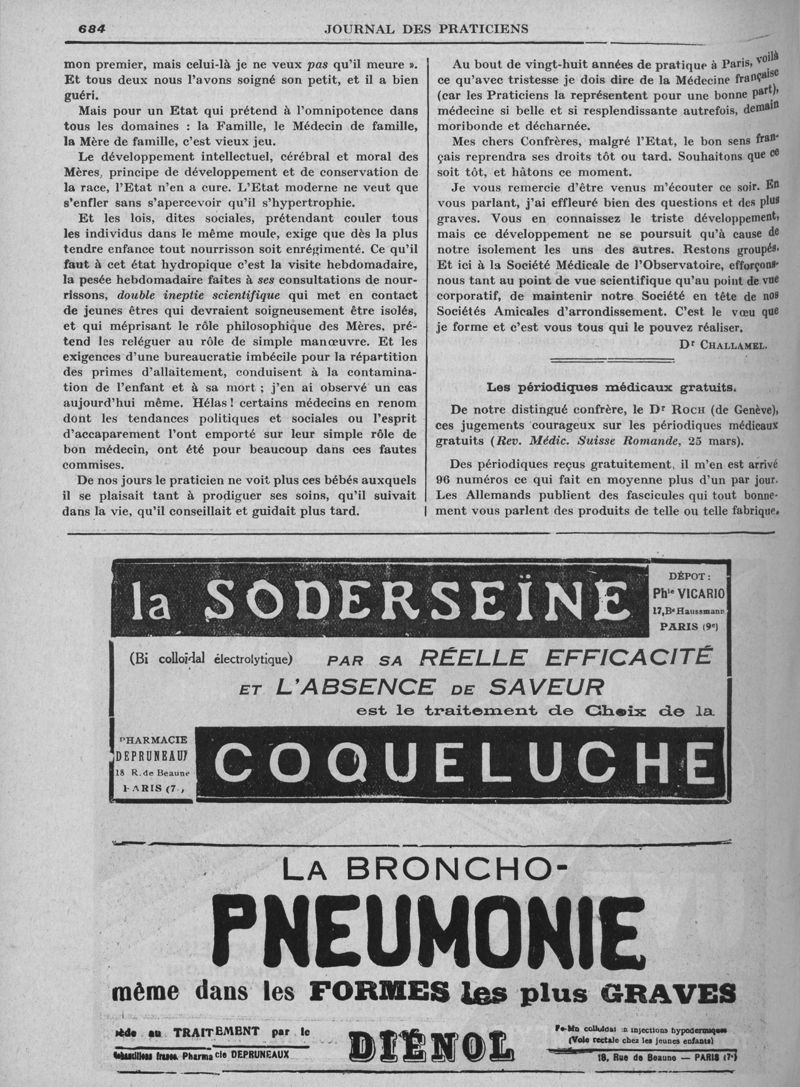 684
JOURNAL DES PRATICIENS
mon premier, mais celui-là je ne veux pas qu'il meure ».
Et tous deux nous l'avons soigné son petit, et il a bien
guéri.
Mais pour un Etat qui prétend à l'omnipotence dans
tous les domaines : la Famille, le Médecin de famille,
la Mère de famille, c'est vieux jeu.
Le développement intellectuel, cérébral et moral des
Mères, principe de développement et de conservation de
la race, l'Etat n'en a cure. L'Etat moderne ne veut que
s'enfler sans s'apercevoir qu'il s'hypertrophie.
Et les lois, dites sociales, prétendant couler tous
les individus dans le même moule, exige que dès la plus
tendre enfance tout nourrisson soit enrégimenté. Ce qu'il
faut à cet état hydropique c'est la visite hebdomadaire,
la pesée hebdomadaire faites à ses consultations de nour-
rissons, double ineptie scientifique qui met en contact
de jeunes êtres qui devraient soigneusement être isolés,
et qui méprisant le rôle philosophique des Mères, pré-
tend les reléguer au rôle de simple manœuvre. Et les
exigences d'une bureaucratie imbécile pour la répartition
des primes d'allaitement, conduisent à la contamina-
tion de l'enfant et à sa mort ; j'en ai observé un cas
aujourd'hui même. Hélas ! certains médecins en renom
dont les tendances politiques et sociales ou l'esprit
d'accaparement l'ont emporté sur leur simple rôle de
bon médecin, ont été pour beaucoup dans ces fautes
commises.
De nos jours le praticien ne voit plus ces bébés auxquels
il se plaisait tant à prodiguer ses soins, qu'il suivait
dans la vie, qu'il conseillait et guidait plus tard.
Au bout de vingt-huit années de pratique à Paris, voilà
ce qu'avec tristesse je dois dire de la Médecine française
(car les Praticiens la représentent pour une bonne part),
médecine si belle et si resplendissante autrefois, demain
moribonde et décharnée.
Mes chers Confrères, malgré l'Etat, le bon sens fran-
çais reprendra ses droits tôt ou tard. Souhaitons que ce
soit tôt, et hâtons ce moment.
Je vous remercie d'être venus m'écouter ce soir. En
vous parlant, j'ai effleuré bien des questions et des plus
graves. Vous en connaissez le triste développement,
mais ce développement ne se poursuit qu'à cause de
notre isolement les uns des autres. Restons groupés.
Et ici à la Société Médicale de l'Observatoire, efforçons-
nous tant au point de vue scientifique qu'au point de vue
corporatif, de maintenir notre Société en tête de nos
Sociétés Amicales d'arrondissement. C'est le vœu que
je forme et c'est vous tous qui le pouvez réaliser.
Dr CHALLAMEL.
Les périodiques médicaux gratuits.
De notre distingué confrère, le Dr ROCH (de Genève),
ces jugements courageux sur les périodiques médicaux
gratuits (Rev. Médic. Suisse Romande, 25 mars).
Des périodiques reçus gratuitement, il m'en est arrivé
96 numéros ce qui fait en moyenne plus d'un par jour.
Les Allemands publient des fascicules qui tout bonne-
ment vous parlent des produits de telle ou telle fabrique.
la SODERSEÏNE
DÉPOT :
Phie VICARIO
17, Bd Haussmann
PARIS (9e)
(Bi colloïdal électrolytique) PAR SA RÉELLE EFFICACITÉ
ET L'ABSENCE DE SAVEUR
est le traitement de Choix de la
PHARMACIE
DEPRUNEAUX
18 R. de Beaune
PARIS (7e)
COQUELUCHE
LA BRONCHO-
PNEUMONIE
même dans les FORMES les plus GRAVES
cède au TRAITEMENT par le
Echantillons franco. Pharmacie DEPRUNEAUX
DIÉNOL
Fe-Mn colloïdal en injections hypodermiques
(Voie rectale chez les jeunes enfants)
18, Rue de Beaune — PARIS (7e)